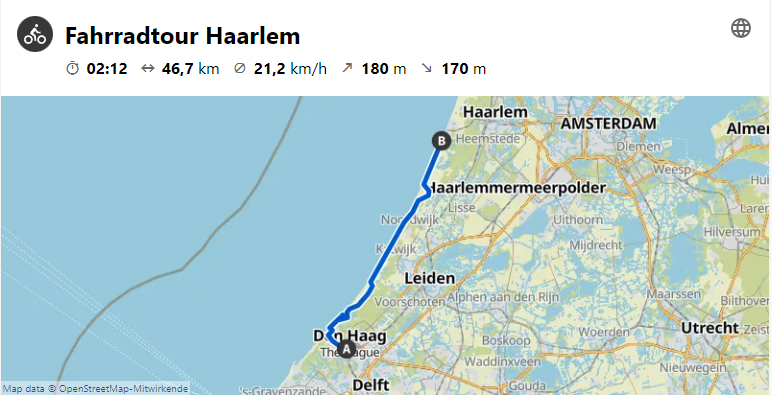 Fahrradtour Haarlem
02:12 46,7 km 21,2 km/h 180 m 170 m
Haarlem
AMSTERDAM
Almer
B
Heemstede
Diemen
Weesp
Haarlemmermeerpolder
Lisse
Lare
Noordwijk
Uithoorn
Hilversum
Katwijk
Mijdrecht
Leiden
Voorschoten
Alphen aan den Rijn
Maarssen
Bilthoven
Den Haag
Woerden
Utrecht
Zeist
The Hague
A
Boskoop
Waddinxveen
Nieuwegein
's-Gravenzande
Delft
Gouda
Map data © OpenStreetMap-Mitwirkende